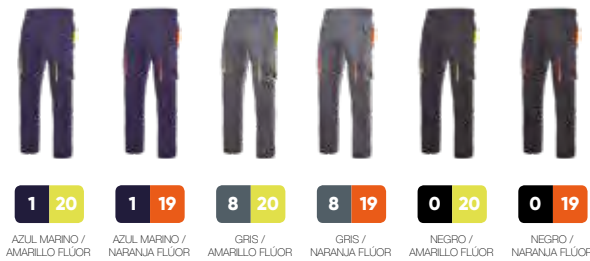 1 20 1 19 8 20 8 19 0 20 0 19
AZUL MARINO / AZUL MARINO / GRIS / GRIS / NEGRO / NEGRO /
AMARILLO FLÚOR NARANJA FLÚOR AMARILLO FLÚOR NARANJA FLÚOR AMARILLO FLÚOR NARANJA FLÚOR